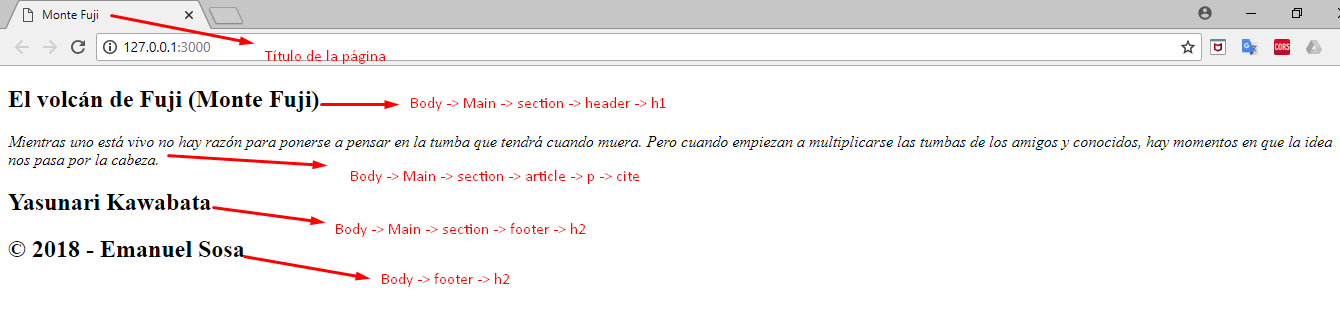 Monte Fuji
127.0.0.1:3000
CORS
Título de la página
El volcán de Fuji (Monte Fuji)
Body -> Main -> section -> header -> h1
Mientras uno está vivo no hay razón para ponerse a pensar en la tumba que tendrá cuando muera. Pero cuando empiezan a multiplicarse las tumbas de los amigos y conocidos, hay momentos en que la idea
nos pasa por la cabeza.
Body -> Main -> section -> article -> p -> cite
Yasunari Kawabata
Body -> Main -> section -> footer -> h2
© 2018 - Emanuel Sosa
Body -> footer -> h2